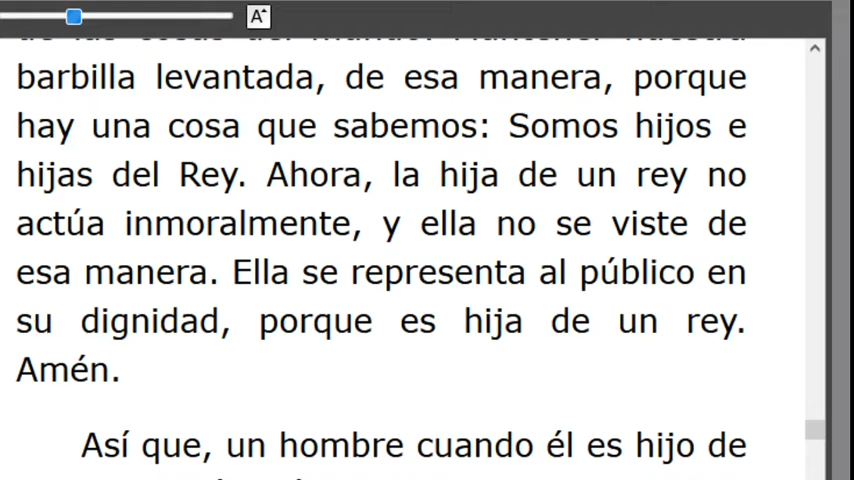 A
barbilla levantada, de esa manera, porque
hay una cosa que sabemos: Somos hijos e
hijas del Rey. Ahora, la hija de un rey no
actúa inmoralmente, y ella no se viste de
esa manera. Ella se representa al público en
su dignidad, porque es hija de un rey.
Amén.
Así que, un hombre cuando él es hijo de